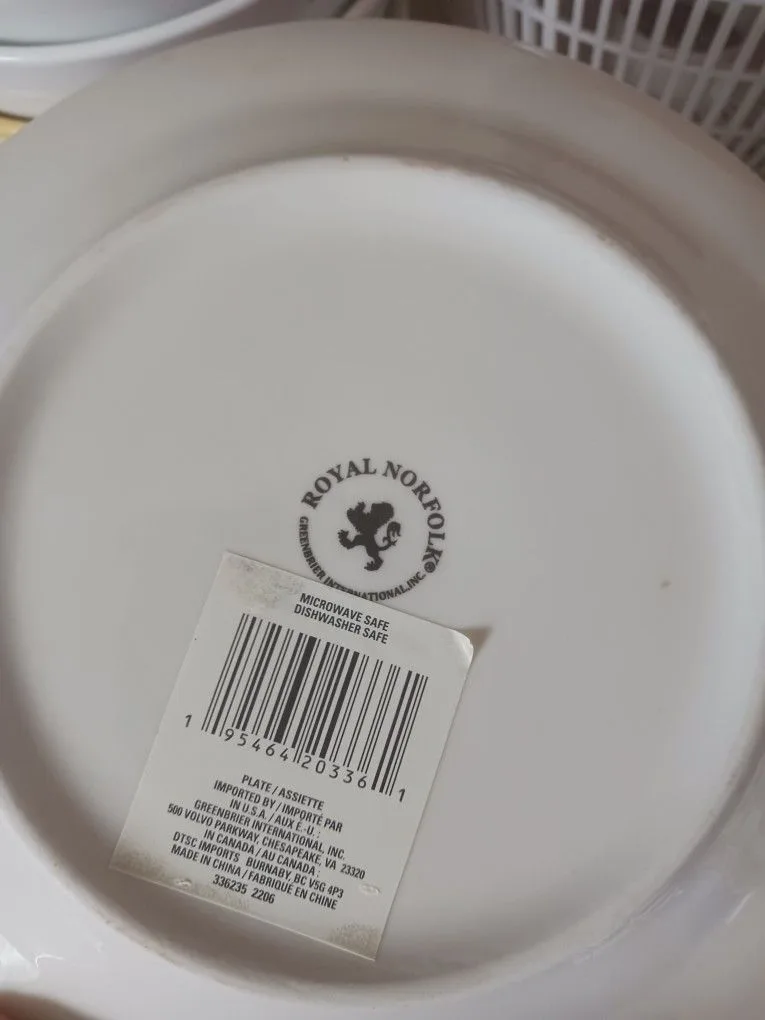 ROYAL NORFOLK®
GREENBRIER INTERNATIONAL, INC.
MICROWAVE SAFE
DISHWASHER SAFE
1 95464 20336 1
PLATE / ASSIETTE
IMPORTED BY / IMPORTÉ PAR
IN U.S.A. / AUX É.-U. :
GREENBRIER INTERNATIONAL, INC.
500 VOLVO PARKWAY, CHESAPEAKE, VA 23320
IN CANADA / AU CANADA :
DTSC IMPORTS BURNABY, BC V5G 4P3
MADE IN CHINA / FABRIQUÉ EN CHINE
336235 2206